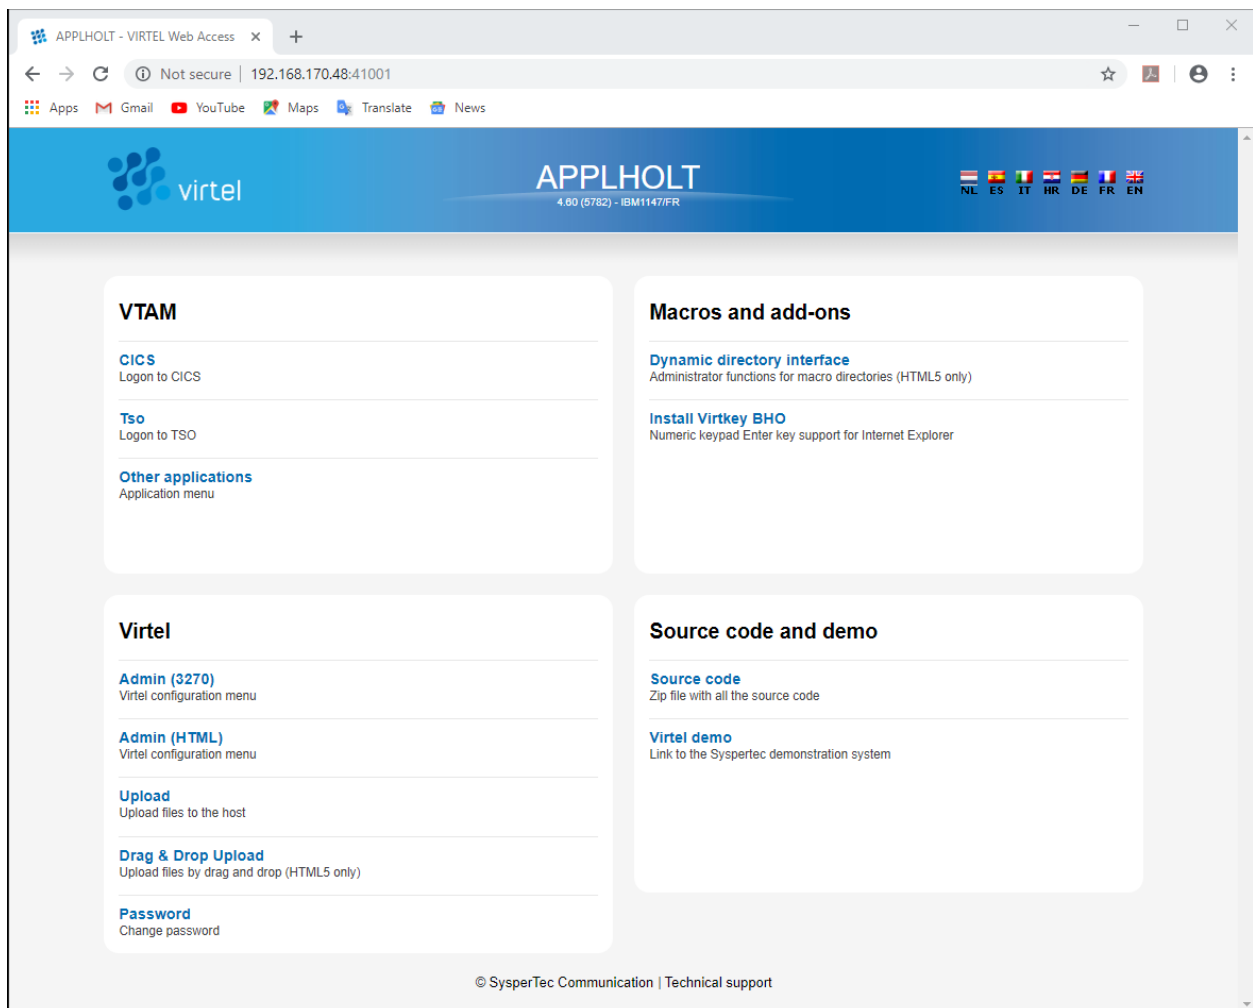 APPLHOLT - VIRTEL Web Access
Not secure | 192.168.170.48:41001
Apps Gmail YouTube Maps Translate News
virtel
APPLHOLT
4.60 (5782) - IBM1147/FR
NL ES IT HR DE FR EN
VTAM
CICS
Logon to CICS
Tso
Logon to TSO
Other applications
Application menu
Macros and add-ons
Dynamic directory interface
Administrator functions for macro directories (HTML5 only)
Install Virtkey BHO
Numeric keypad Enter key support for Internet Explorer
Virtel
Admin (3270)
Virtel configuration menu
Admin (HTML)
Virtel configuration menu
Upload
Upload files to the host
Drag & Drop Upload
Upload files by drag and drop (HTML5 only)
Password
Change password
Source code and demo
Source code
Zip file with all the source code
Virtel demo
Link to the Syspertec demonstration system
© SysperTec Communication | Technical support